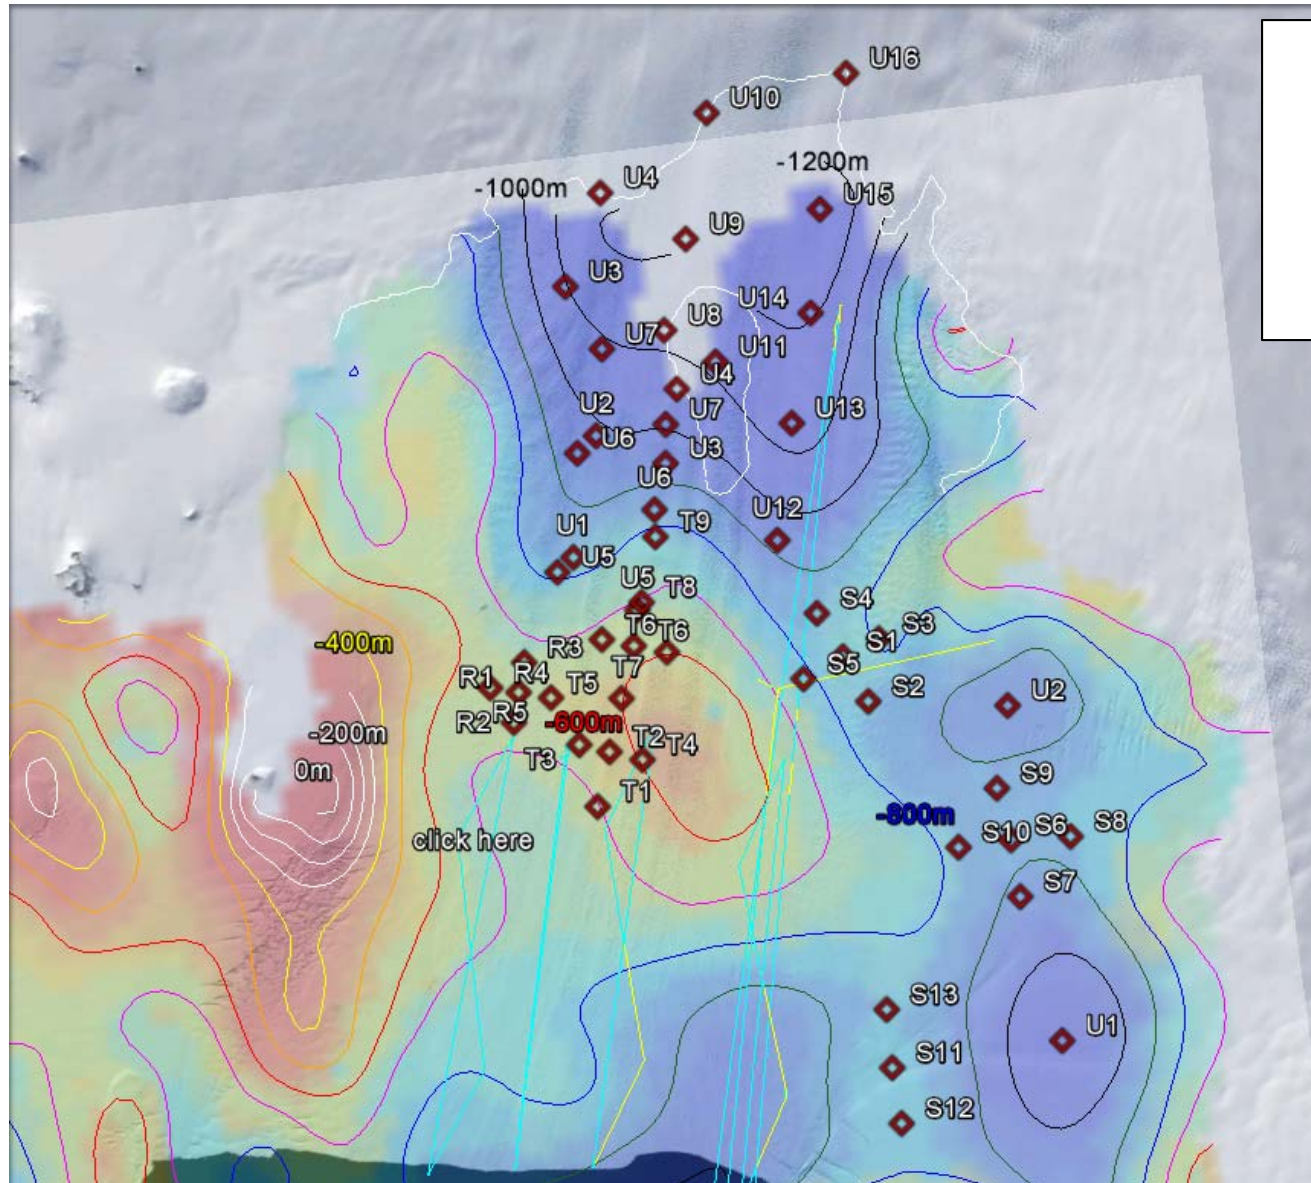 U16
U10
-1200m
-1000m
U4
U15
U9
U3
U14
U8
U7
U11
U4
U2
U7
U13
U6
U3
U6
U12
T9
U1
U5
U5
T8
S4
T6
T6
S3
-400m
R3
S1
R1
R4
T7
S5
T5
S2
U2
R2
R5
-600m
-200m
T3
T2
T4
0m
S9
T1
-800m
click here
S10
S6
S8
S7
S13
U1
S11
S12